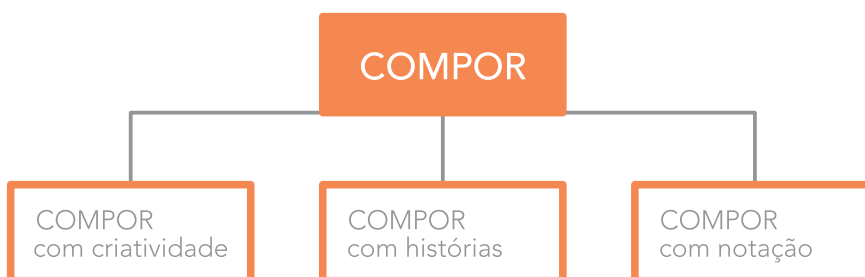 COMPOR
COMPOR
com criatividade
COMPOR
com histórias
COMPOR
com notação